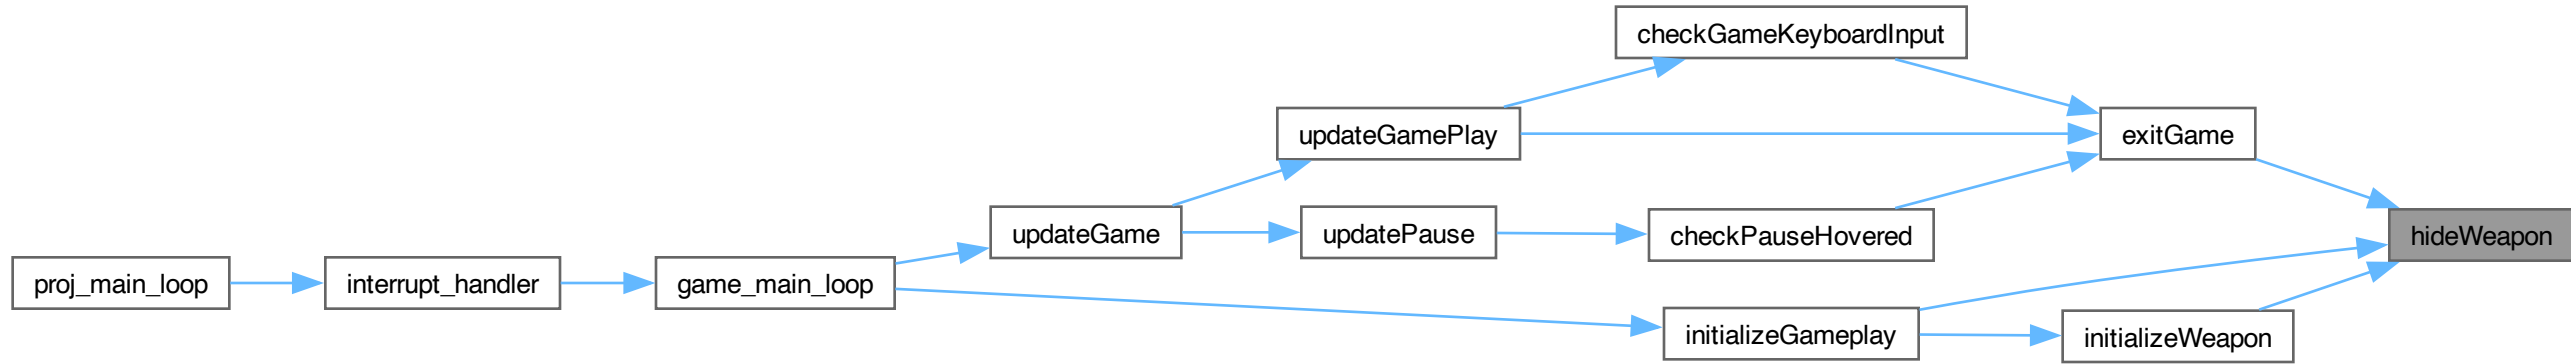 checkGameKeyboardInput
updateGamePlay
exitGame
updateGame
updatePause
checkPauseHovered
hideWeapon
proj_main_loop
interrupt_handler
game_main_loop
initializeGameplay
initializeWeapon